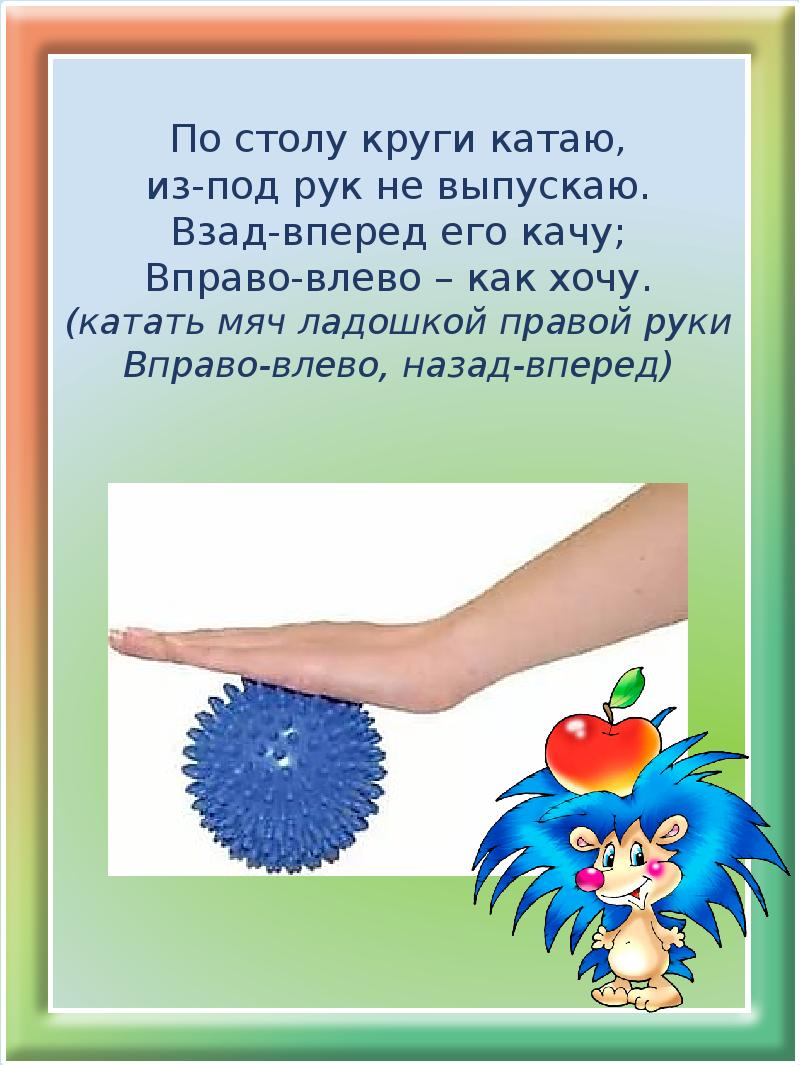 По столу круги катаю,
из-под рук не выпускаю.
Взад-вперед его качу;
Вправо-влево – как хочу.
(катать мяч ладошкой правой руки
Вправо-влево, назад-вперед)